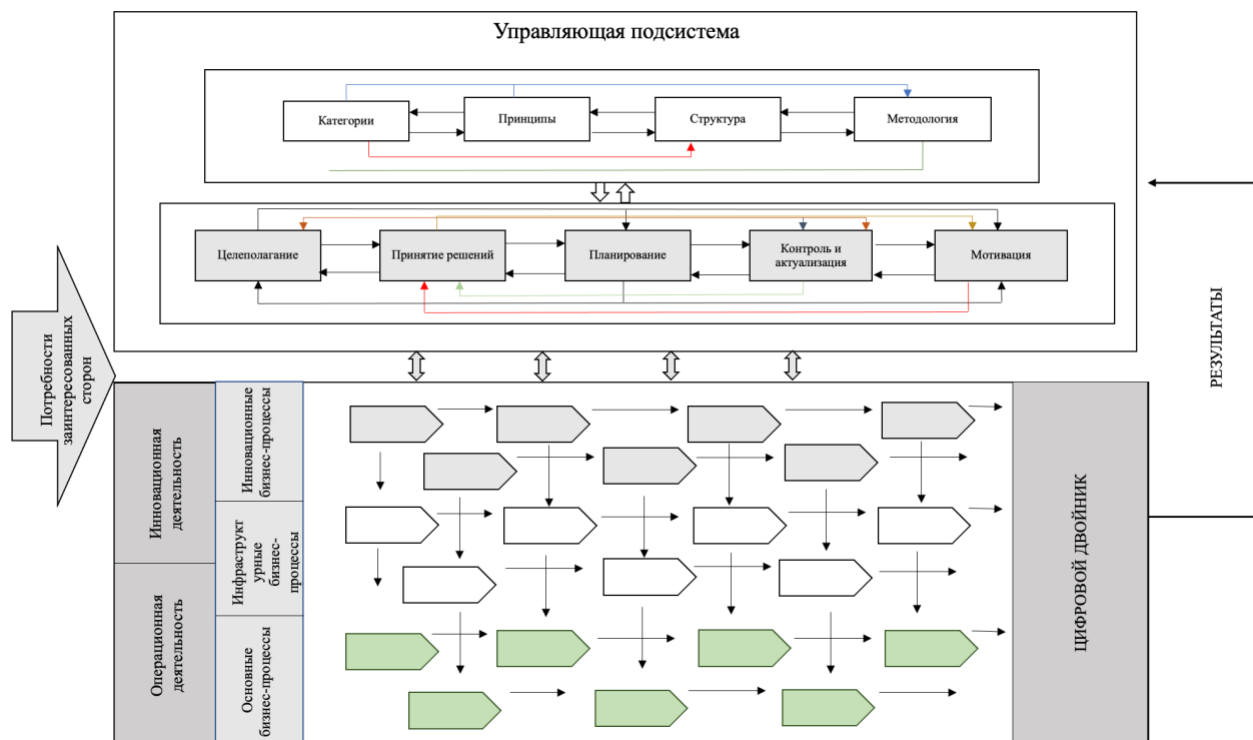 Управляющая подсистема
Категории
Принципы
Структура
Методология
Целеполагание
Принятие решений
Планирование
Контроль и
актуализация
Мотивация
Потребности
заинтересованных
сторон
Инновационная
деятельность
Операционная
деятельность
Инновационные
бизнес-процессы
Инфраструкт
урные
бизнес-
процессы
Основные
бизнес-процессы
ЦИФРОВОЙ ДВОЙНИК
РЕЗУЛЬТАТЫ